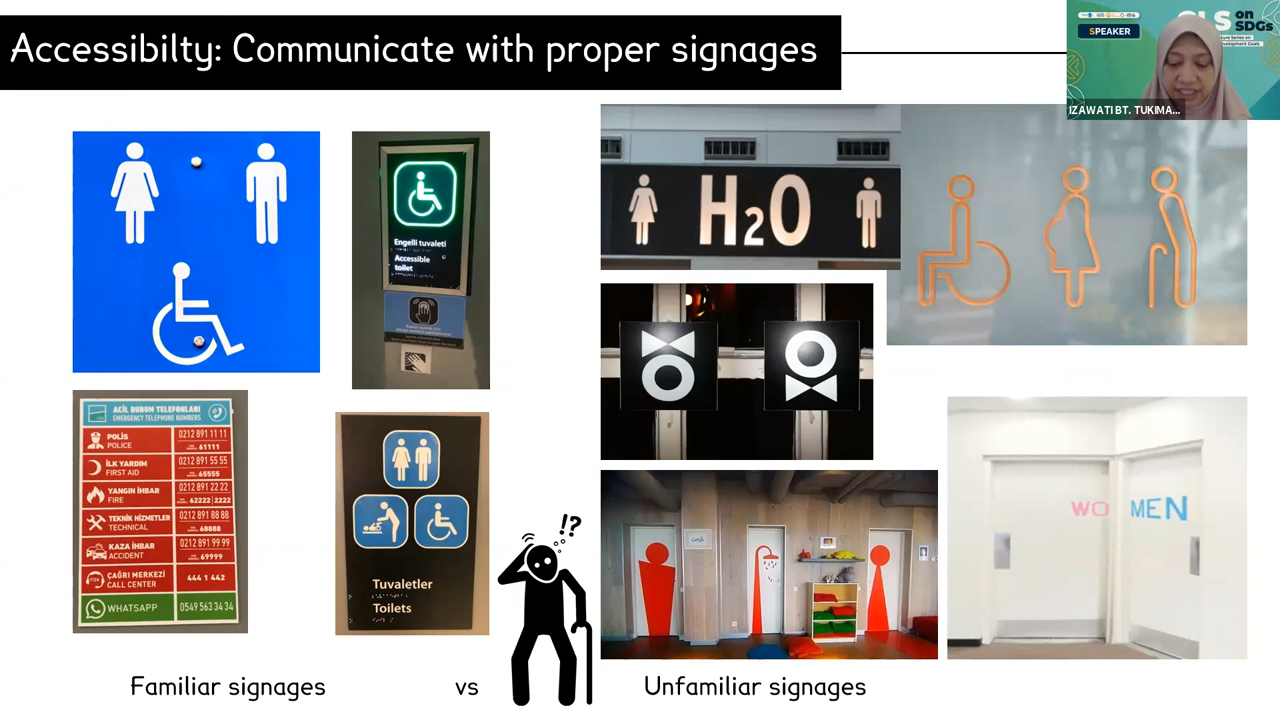 Accessibilty: Communicate with proper signages
SPEAKER
on
SDGs
IZAWATI BT. TUKIMA...
Engelli tuvaleti
Accessible
toilet
H2O
ACİL DURUM TELEFONLARI
EMERGENCY TELEPHONE NUMBERS
POLİS
POLICE
0212 891 11 11
61111
İLK YARDIM
FIRST AID
0212 891 55 55
65555
YANGIN İHBAR
FIRE
0212 891 22 22
62222 | 2222
TEKNİK HİZMETLER
TECHNICAL
0212 891 88 88
68888
KAZA İHBAR
ACCIDENT
0212 891 99 99
69999
ÇAĞRI MERKEZİ
CALL CENTER
444 1 442
WHATSAPP
0549 563 34 34
Tuvaletler
Toilets
!?
WO MEN
Familiar signages
vs
Unfamiliar signages